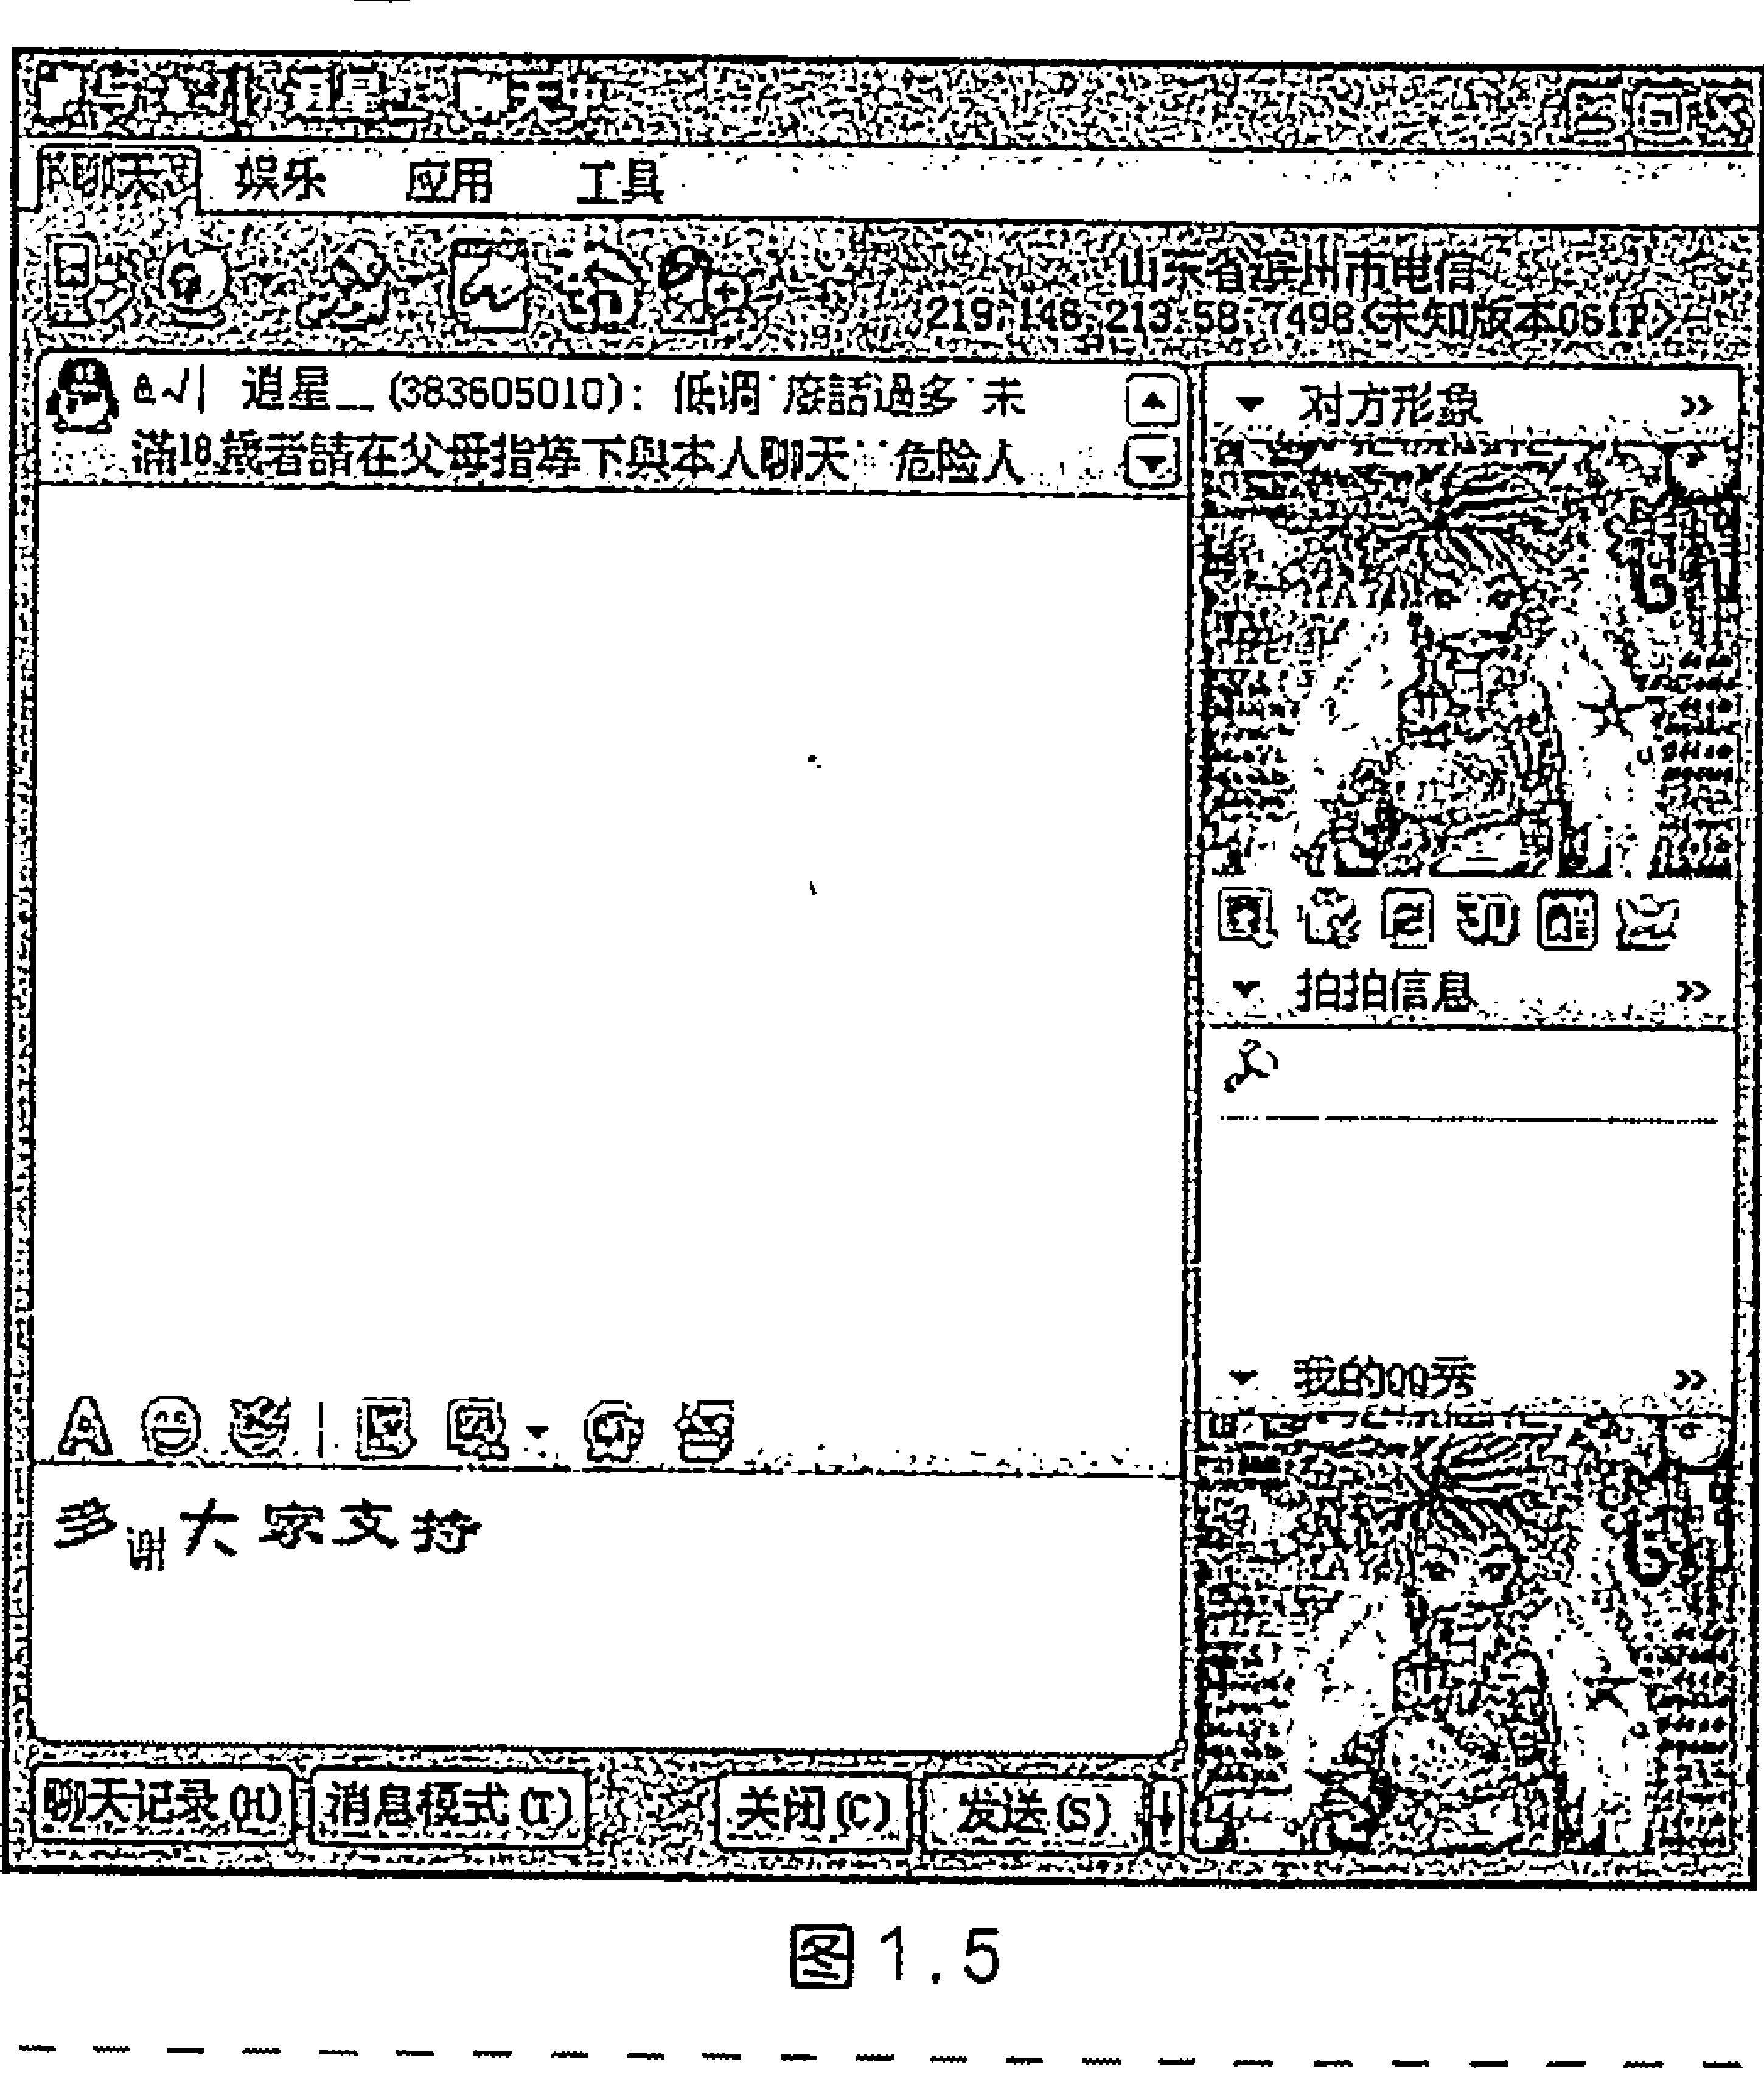 聊天 娱乐 应用 工具
山东省滨州市电信
219.146.213.58:7498<未知版本061F>
逍星__(383605010): 低调 废話過多 未
滿18歲者請在父母指導下與本人聊天 危险人
对方形象
拍拍信息
我的QQ秀
多谢大家支持
聊天记录(H) 消息模式(T) 关闭(C) 发送(S)
图1.5